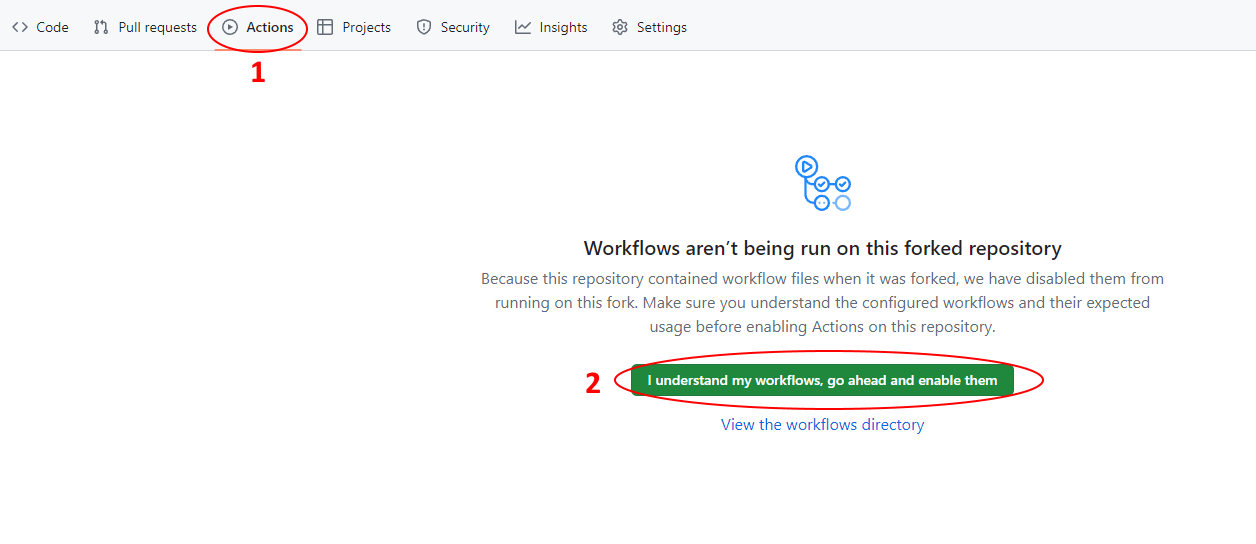 Code Pull requests Actions Projects Security Insights Settings
1
Workflows aren’t being run on this forked repository
Because this repository contained workflow files when it was forked, we have disabled them from
running on this fork. Make sure you understand the configured workflows and their expected
usage before enabling Actions on this repository.
2 I understand my workflows, go ahead and enable them
View the workflows directory